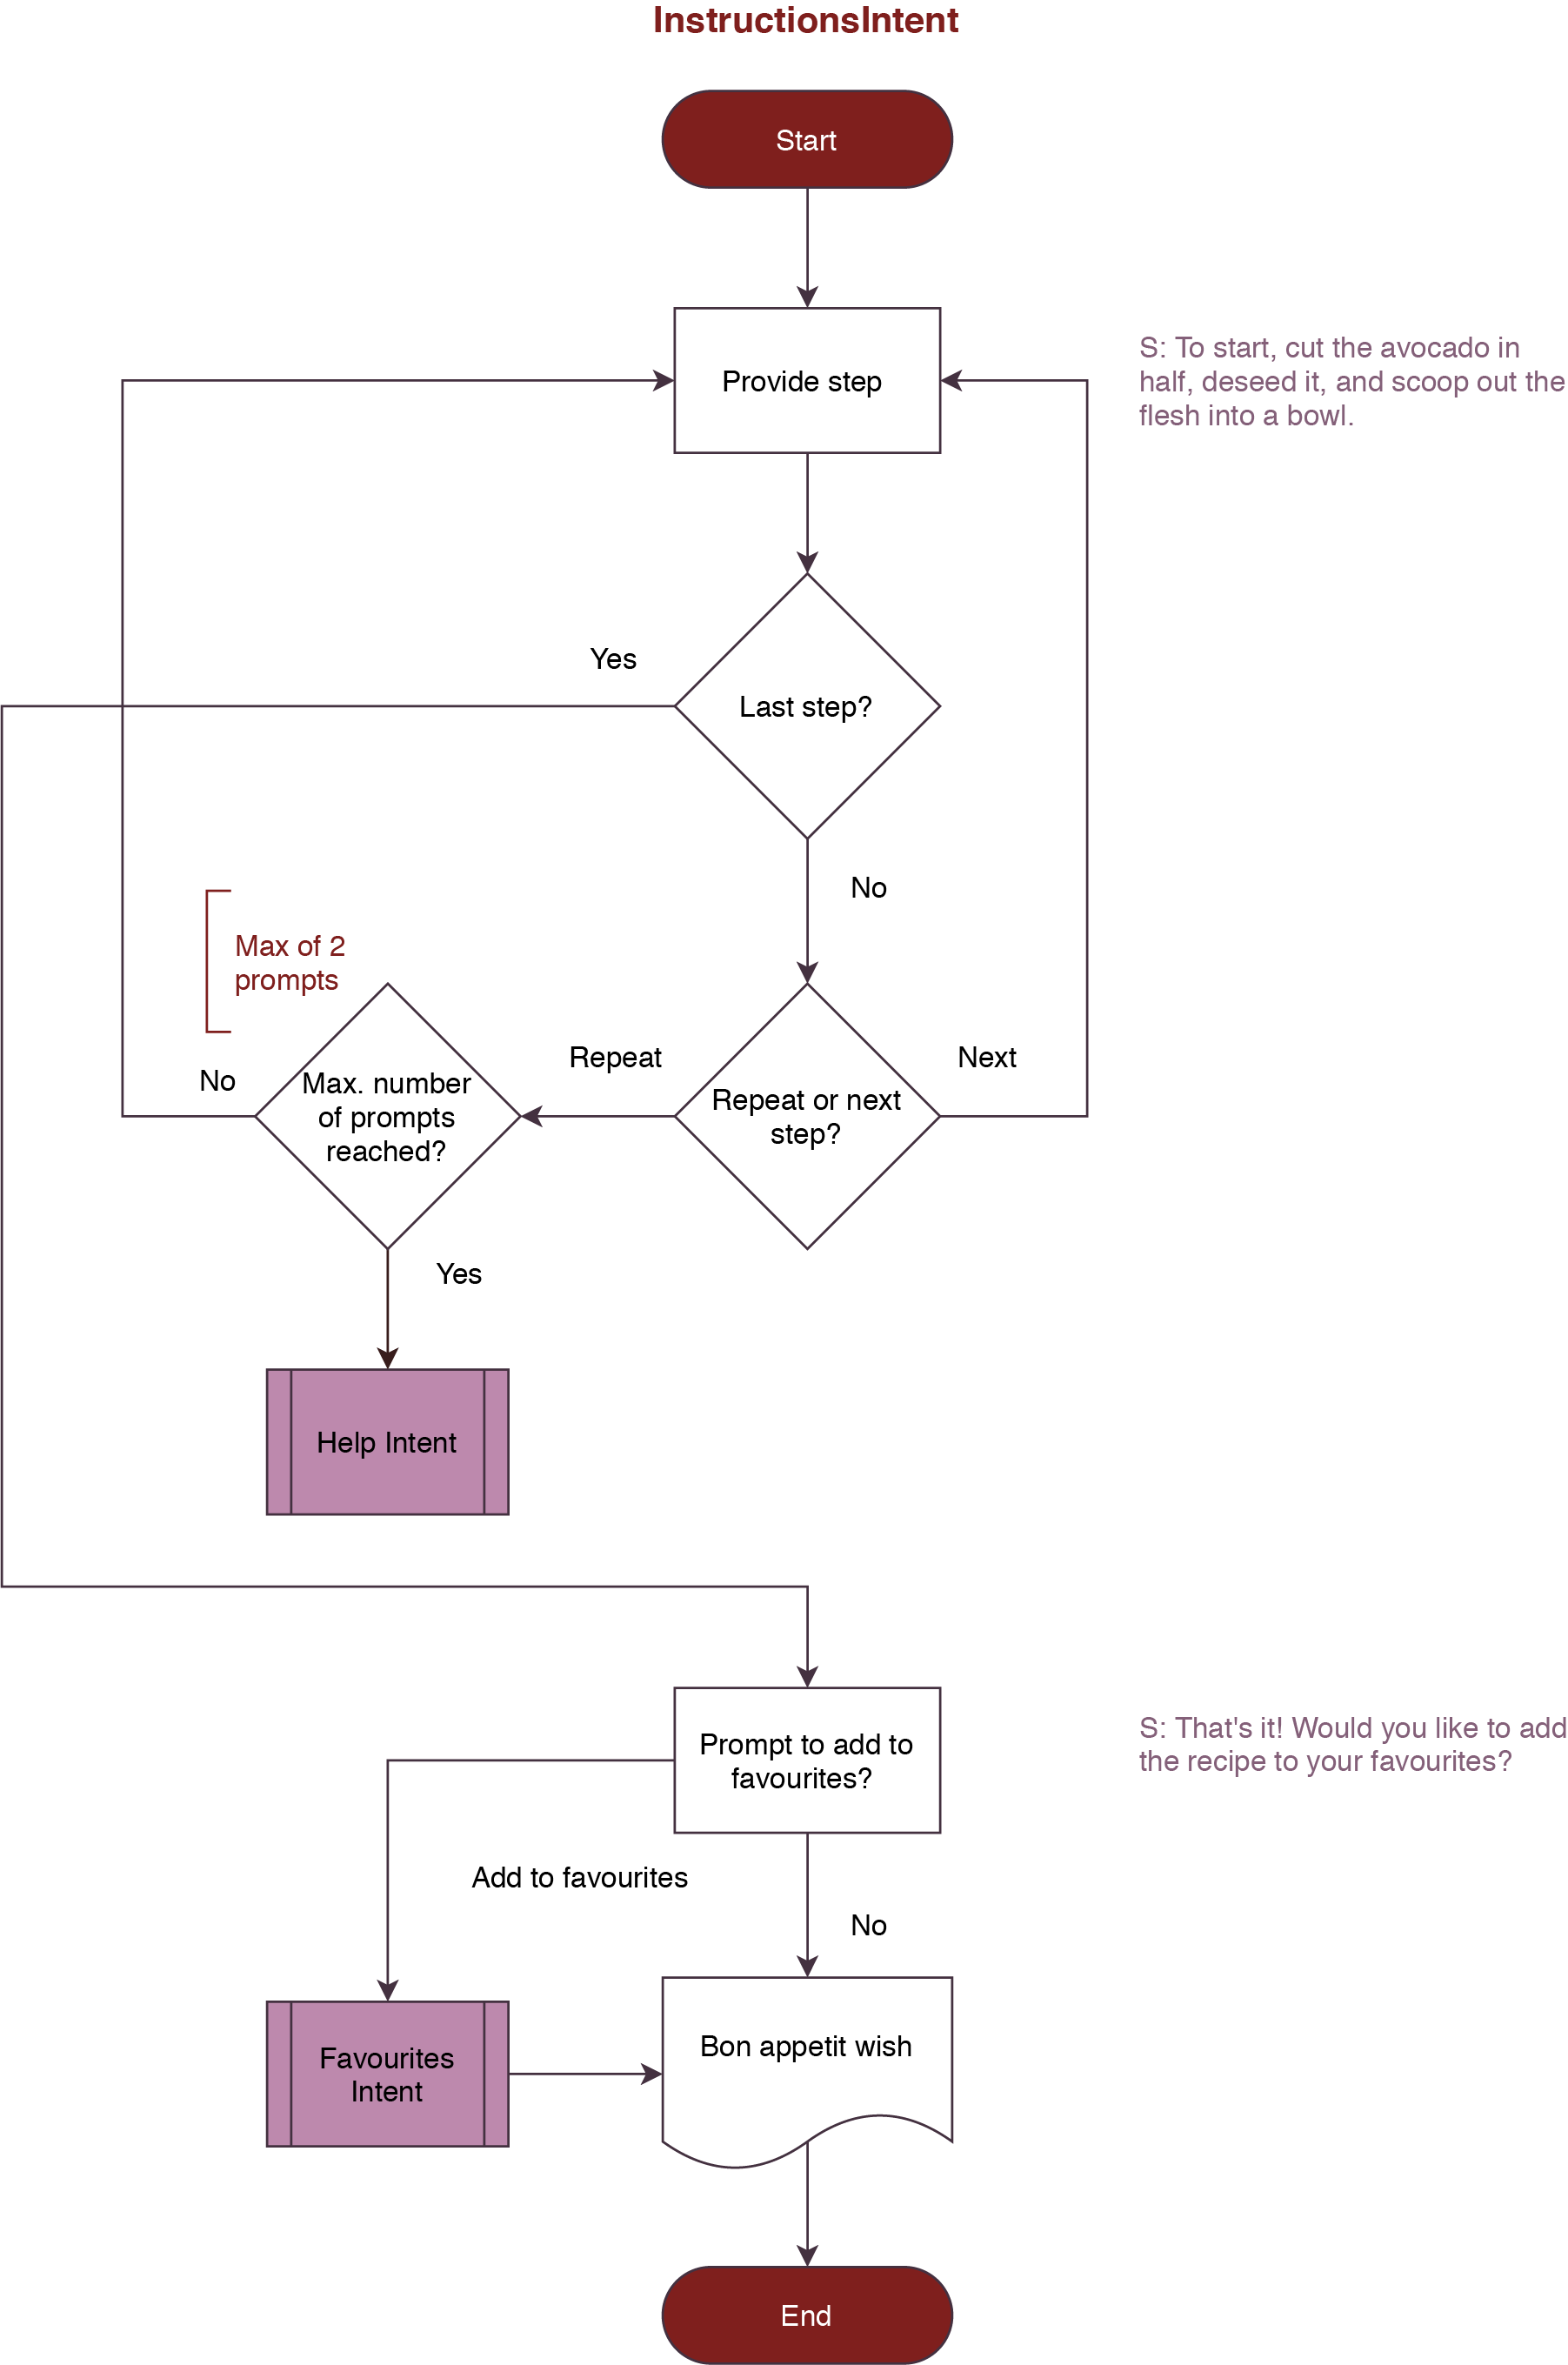 InstructionsIntent
Start
Provide step
S: To start, cut the avocado in
half, deseed it, and scoop out the
flesh into a bowl.
Yes
Last step?
No
Max of 2
prompts
Repeat
Next
No
Max. number
of prompts
reached?
Repeat or next
step?
Yes
Help Intent
Prompt to add to
favourites?
S: That's it! Would you like to add
the recipe to your favourites?
Add to favourites
No
Favourites
Intent
Bon appetit wish
End